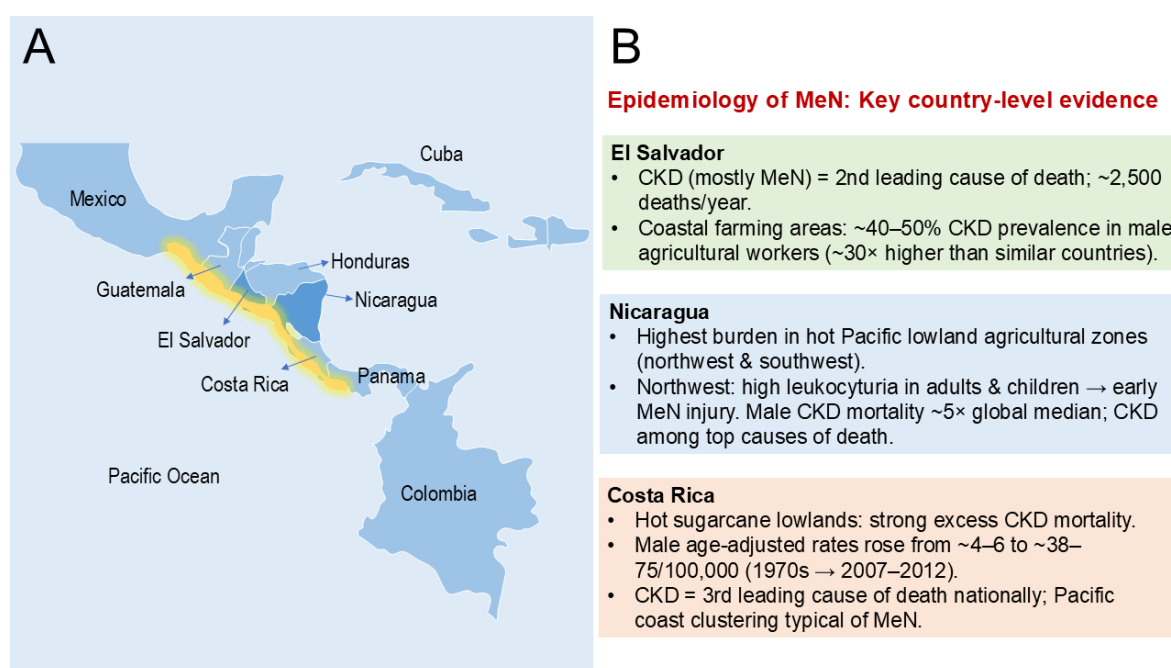 A
Cuba
Mexico
Honduras
Guatemala
Nicaragua
El Salvador
Costa Rica
Panama
Pacific Ocean
Colombia
B
Epidemiology of MeN: Key country-level evidence
El Salvador
• CKD (mostly MeN) = 2nd leading cause of death; ~2,500
deaths/year.
• Coastal farming areas: ~40–50% CKD prevalence in male
agricultural workers (~30× higher than similar countries).
Nicaragua
• Highest burden in hot Pacific lowland agricultural zones
(northwest & southwest).
• Northwest: high leukocyturia in adults & children → early
MeN injury. Male CKD mortality ~5× global median; CKD
among top causes of death.
Costa Rica
• Hot sugarcane lowlands: strong excess CKD mortality.
• Male age-adjusted rates rose from ~4–6 to ~38–
75/100,000 (1970s → 2007–2012).
• CKD = 3rd leading cause of death nationally; Pacific
coast clustering typical of MeN.